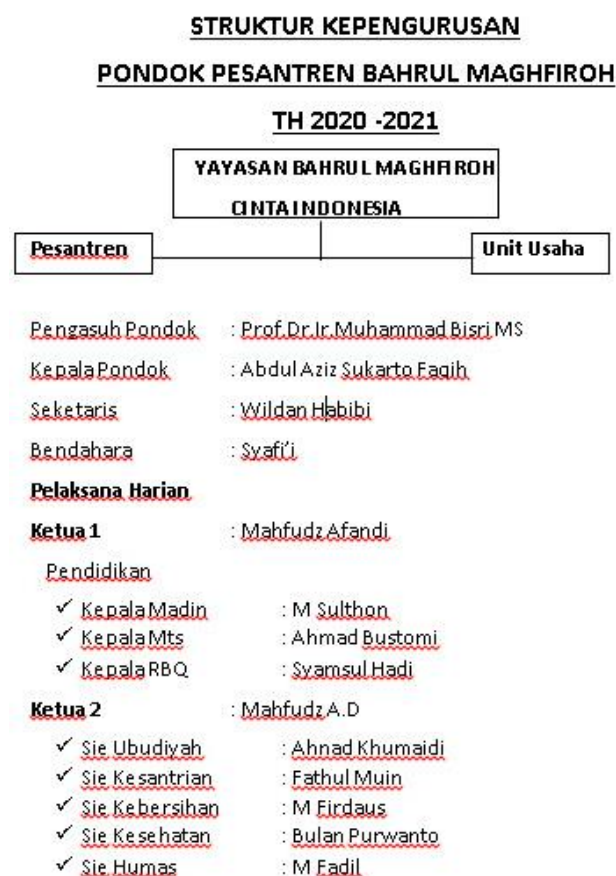 STRUKTUR KEPENGURUSAN
PONDOK PESANTREN BAHRUL MAGHFIROH
TH 2020 -2021
YAYASAN BAHRUL MAGHFIROH
CINTA INDONESIA
Pesantren
Unit Usaha
Pengasuh Pondok : Prof.Dr.Ir.Muhammad Bisri MS
Kepala Pondok : Abdul Aziz Sukarto Faqih
Seketaris : Wildan Habibi
Bendahara : Syafi'i
Pelaksana Harian
Ketua 1 : Mahfudz Afandi
Pendidikan
✓ Kepala Madin : M Sulthon
✓ Kepala Mts : Ahmad Bustomi
✓ Kepala RBQ : Syamsul Hadi
Ketua 2 : Mahfudz A.D
✓ Sie Ubudiyah : Ahnad Khumaidi
✓ Sie Kesantrian : Fathul Muin
✓ Sie Kebersihan : M Firdaus
✓ Sie Kesehatan : Bulan Purwanto
✓ Sie Humas : M Fadil